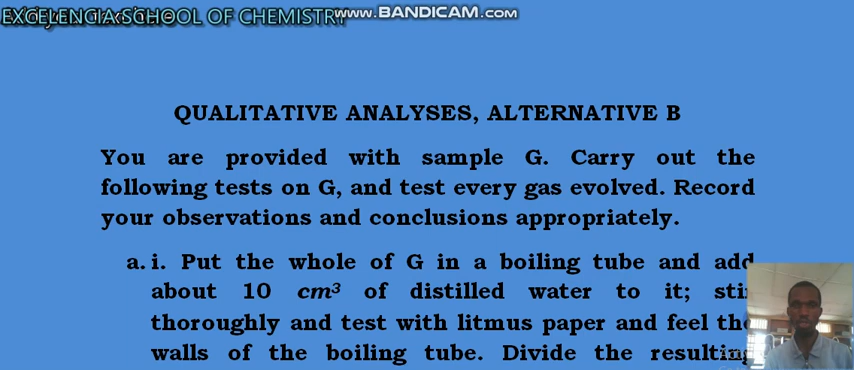 EXCELENCIA SCHOOL OF CHEMISTRY
www.BANDICAM.com
QUALITATIVE ANALYSES, ALTERNATIVE B
You are provided with sample G. Carry out the
following tests on G, and test every gas evolved. Record
your observations and conclusions appropriately.
a. i. Put the whole of G in a boiling tube and add
about 10 cm³ of distilled water to it; stir
thoroughly and test with litmus paper and feel the
walls of the boiling tube. Divide the resulting